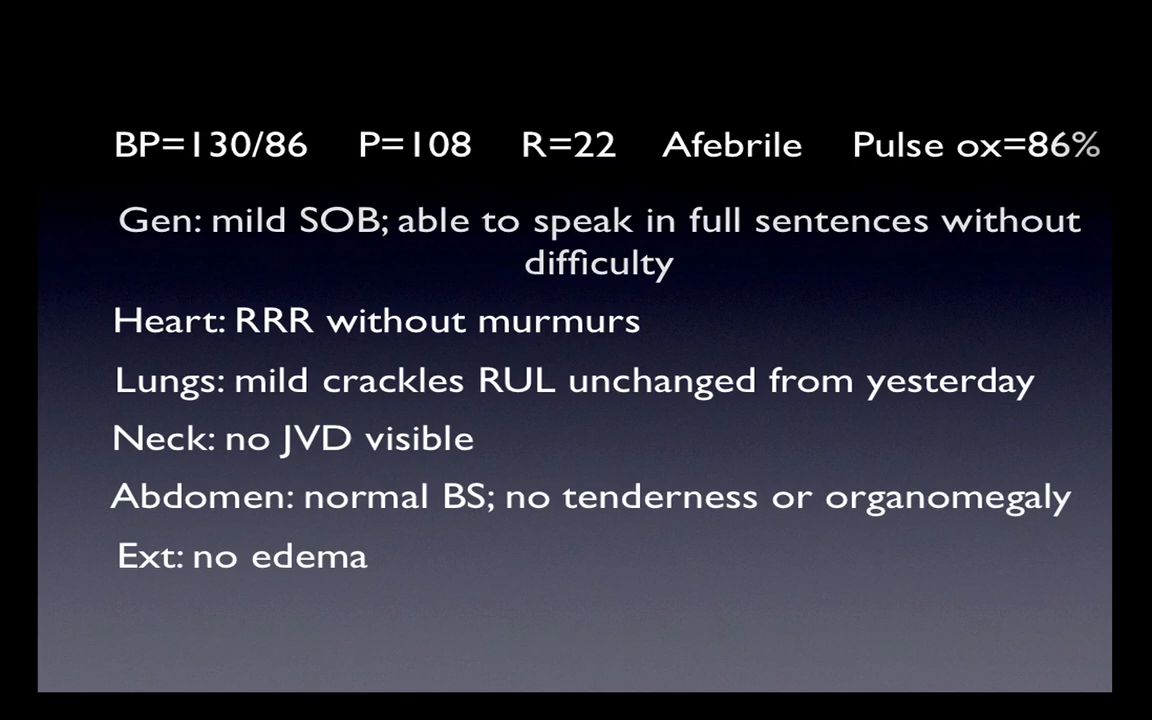 BP=130/86 P=108 R=22 Afebrile Pulse ox=86%
Gen: mild SOB; able to speak in full sentences without
difficulty
Heart: RRR without murmurs
Lungs: mild crackles RUL unchanged from yesterday
Neck: no JVD visible
Abdomen: normal BS; no tenderness or organomegaly
Ext: no edema